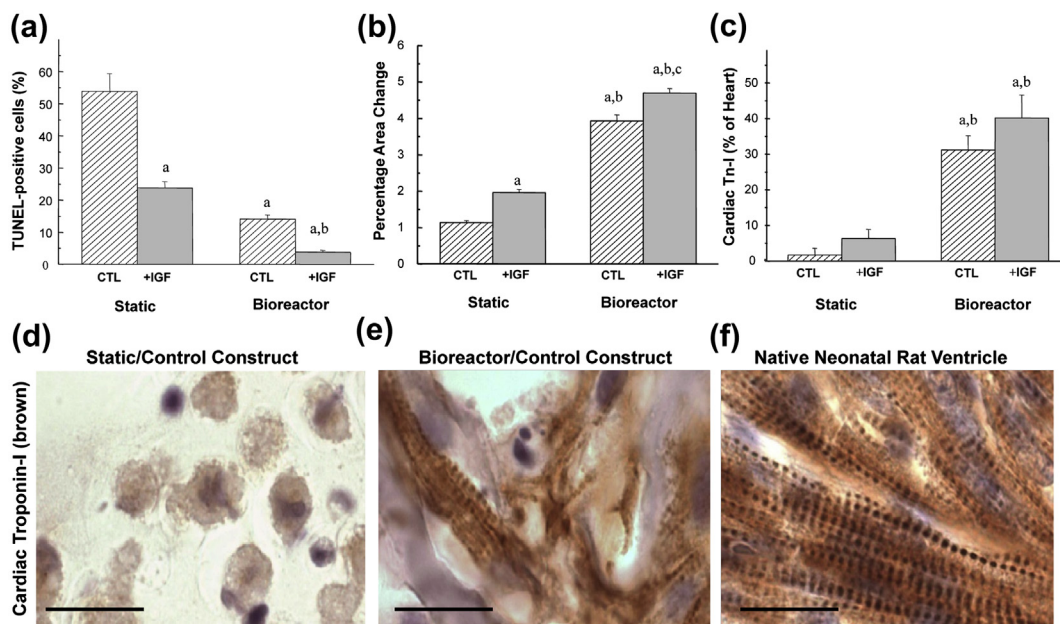 (a)
TUNEL-positive cells (%)
60
50
40
30
20
10
0
a
a
a,b
CTL +IGF CTL +IGF
Static Bioreactor
(b)
Percentage Area Change
6
5
4
3
2
1
0
a
a,b
a,b,c
CTL +IGF CTL +IGF
Static Bioreactor
(c)
Cardiac Tn-I (% of Heart)
50
40
30
20
10
0
a,b
a,b
CTL +IGF CTL +IGF
Static Bioreactor
Cardiac Troponin-I (brown)
(d)
Static/Control Construct
(e)
Bioreactor/Control Construct
(f)
Native Neonatal Rat Ventricle